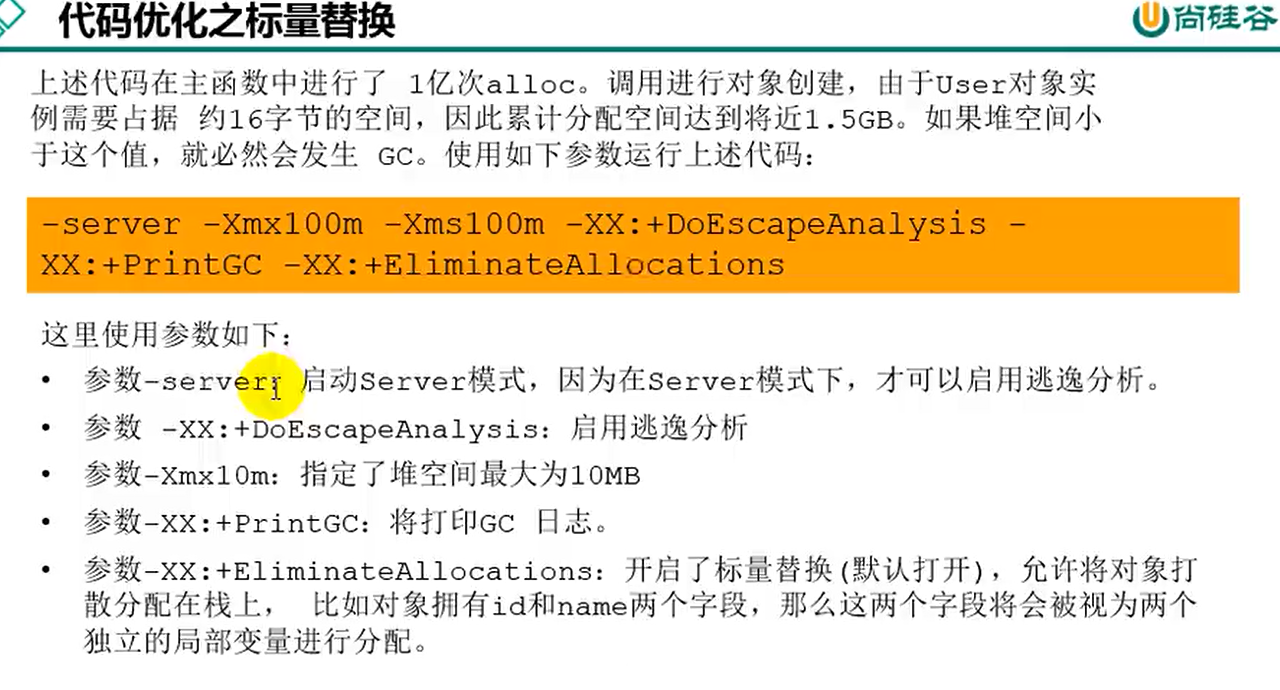 代码优化之标量替换
尚硅谷
上述代码在主函数中进行了 1亿次alloc。调用进行对象创建，由于User对象实
例需要占据 约16字节的空间，因此累计分配空间达到将近1.5GB。如果堆空间小
于这个值，就必然会发生 GC。使用如下参数运行上述代码：
-server -Xmx100m -Xms100m -XX:+DoEscapeAnalysis -
XX:+PrintGC -XX:+EliminateAllocations
这里使用参数如下：
• 参数-server：启动Server模式，因为在Server模式下，才可以启用逃逸分析。
• 参数 -XX:+DoEscapeAnalysis：启用逃逸分析
• 参数-Xmx10m：指定了堆空间最大为10MB
• 参数-XX:+PrintGC：将打印GC 日志。
• 参数-XX:+EliminateAllocations：开启了标量替换(默认打开)，允许将对象打
散分配在栈上， 比如对象拥有id和name两个字段，那么这两个字段将会被视为两个
独立的局部变量进行分配。